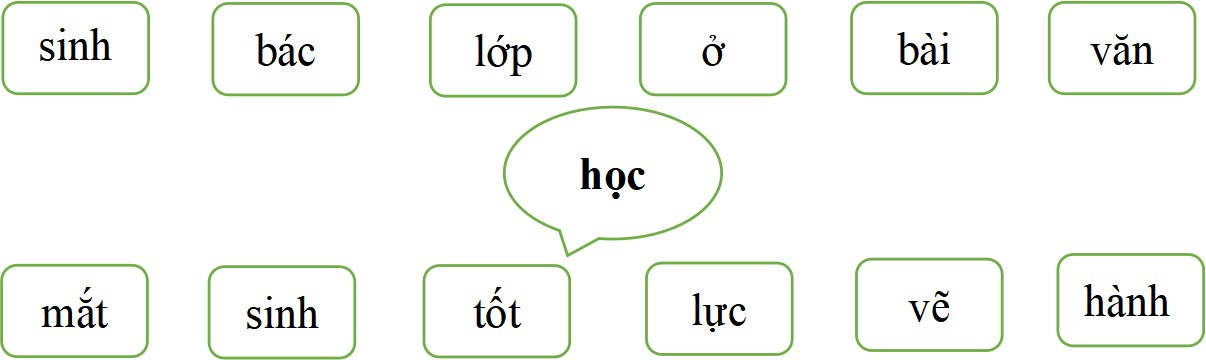 sinh bác lớp ở bài văn
học
mắt sinh tốt lực vẽ hành